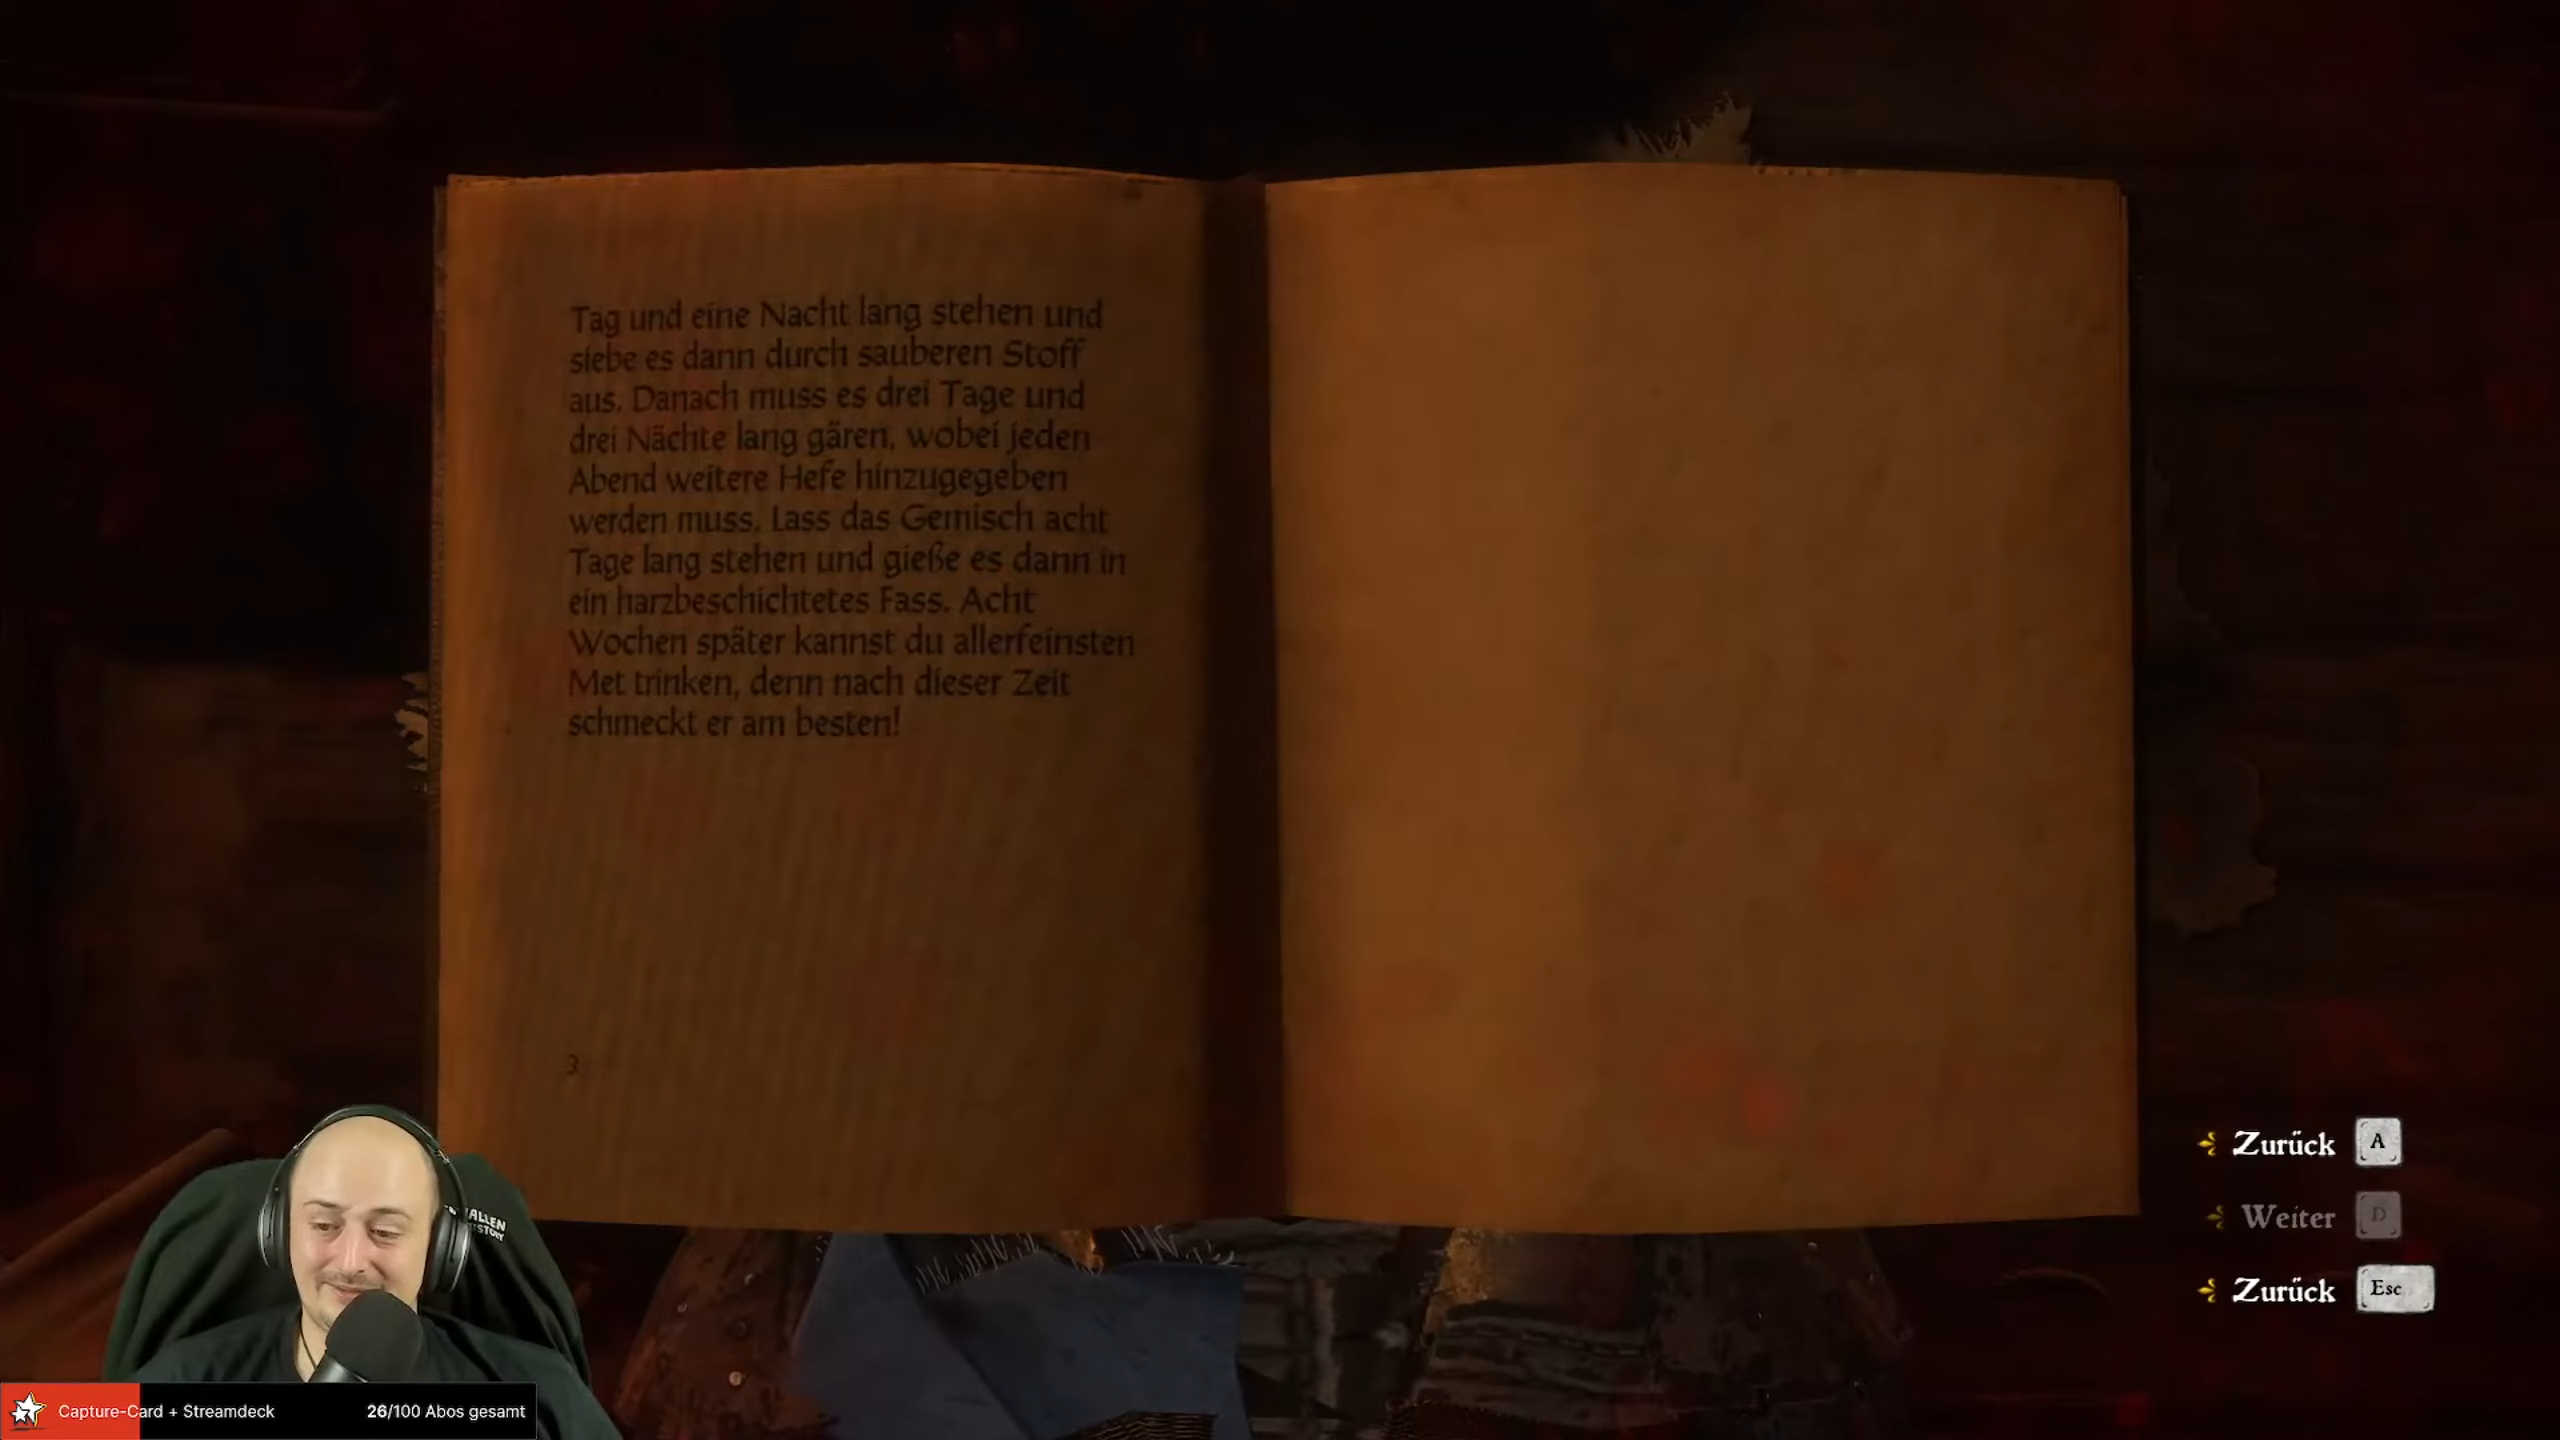 Tag und eine Nacht lang stehen und
siebe es dann durch sauberen Stoff
aus. Danach muss es drei Tage und
drei Nächte lang gären, wobei jeden
Abend weitere Hefe hinzugegeben
werden muss. Lass das Gemisch acht
Tage lang stehen und gieße es dann in
ein harzbeschichtetes Fass. Acht
Wochen später kannst du allerfeinsten
Met trinken, denn nach dieser Zeit
schmeckt er am besten!
3
Zurück A
Weiter D
Zurück Esc
Capture-Card + Streamdeck 26/100 Abos gesamt